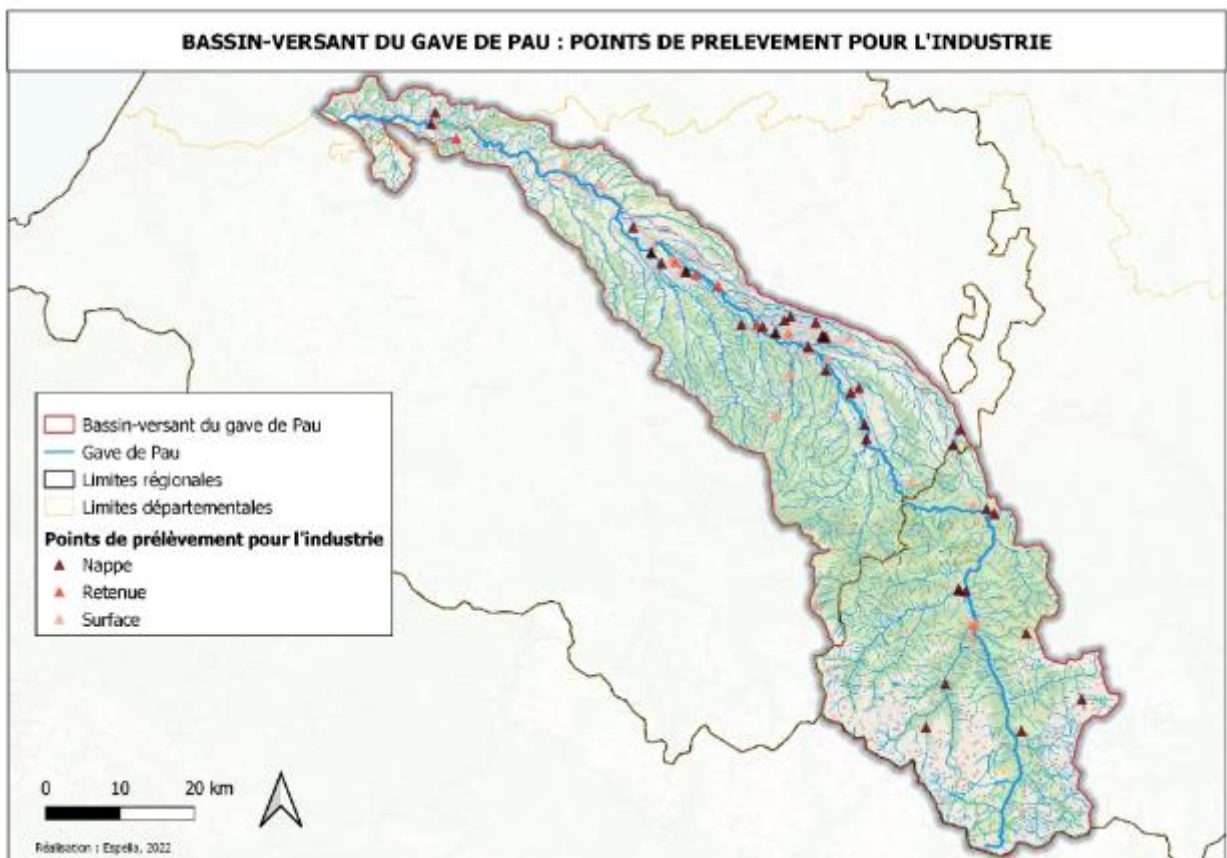 BASSIN-VERSANT DU GAVE DE PAU : POINTS DE PRELEVEMENT POUR L'INDUSTRIE
Bassin-versant du gave de Pau
Gave de Pau
Limites régionales
Limites départementales
Points de prélèvement pour l'industrie
Nappe
Retenue
Surface
0 10 20 km
Réalisation : Espelia, 2022